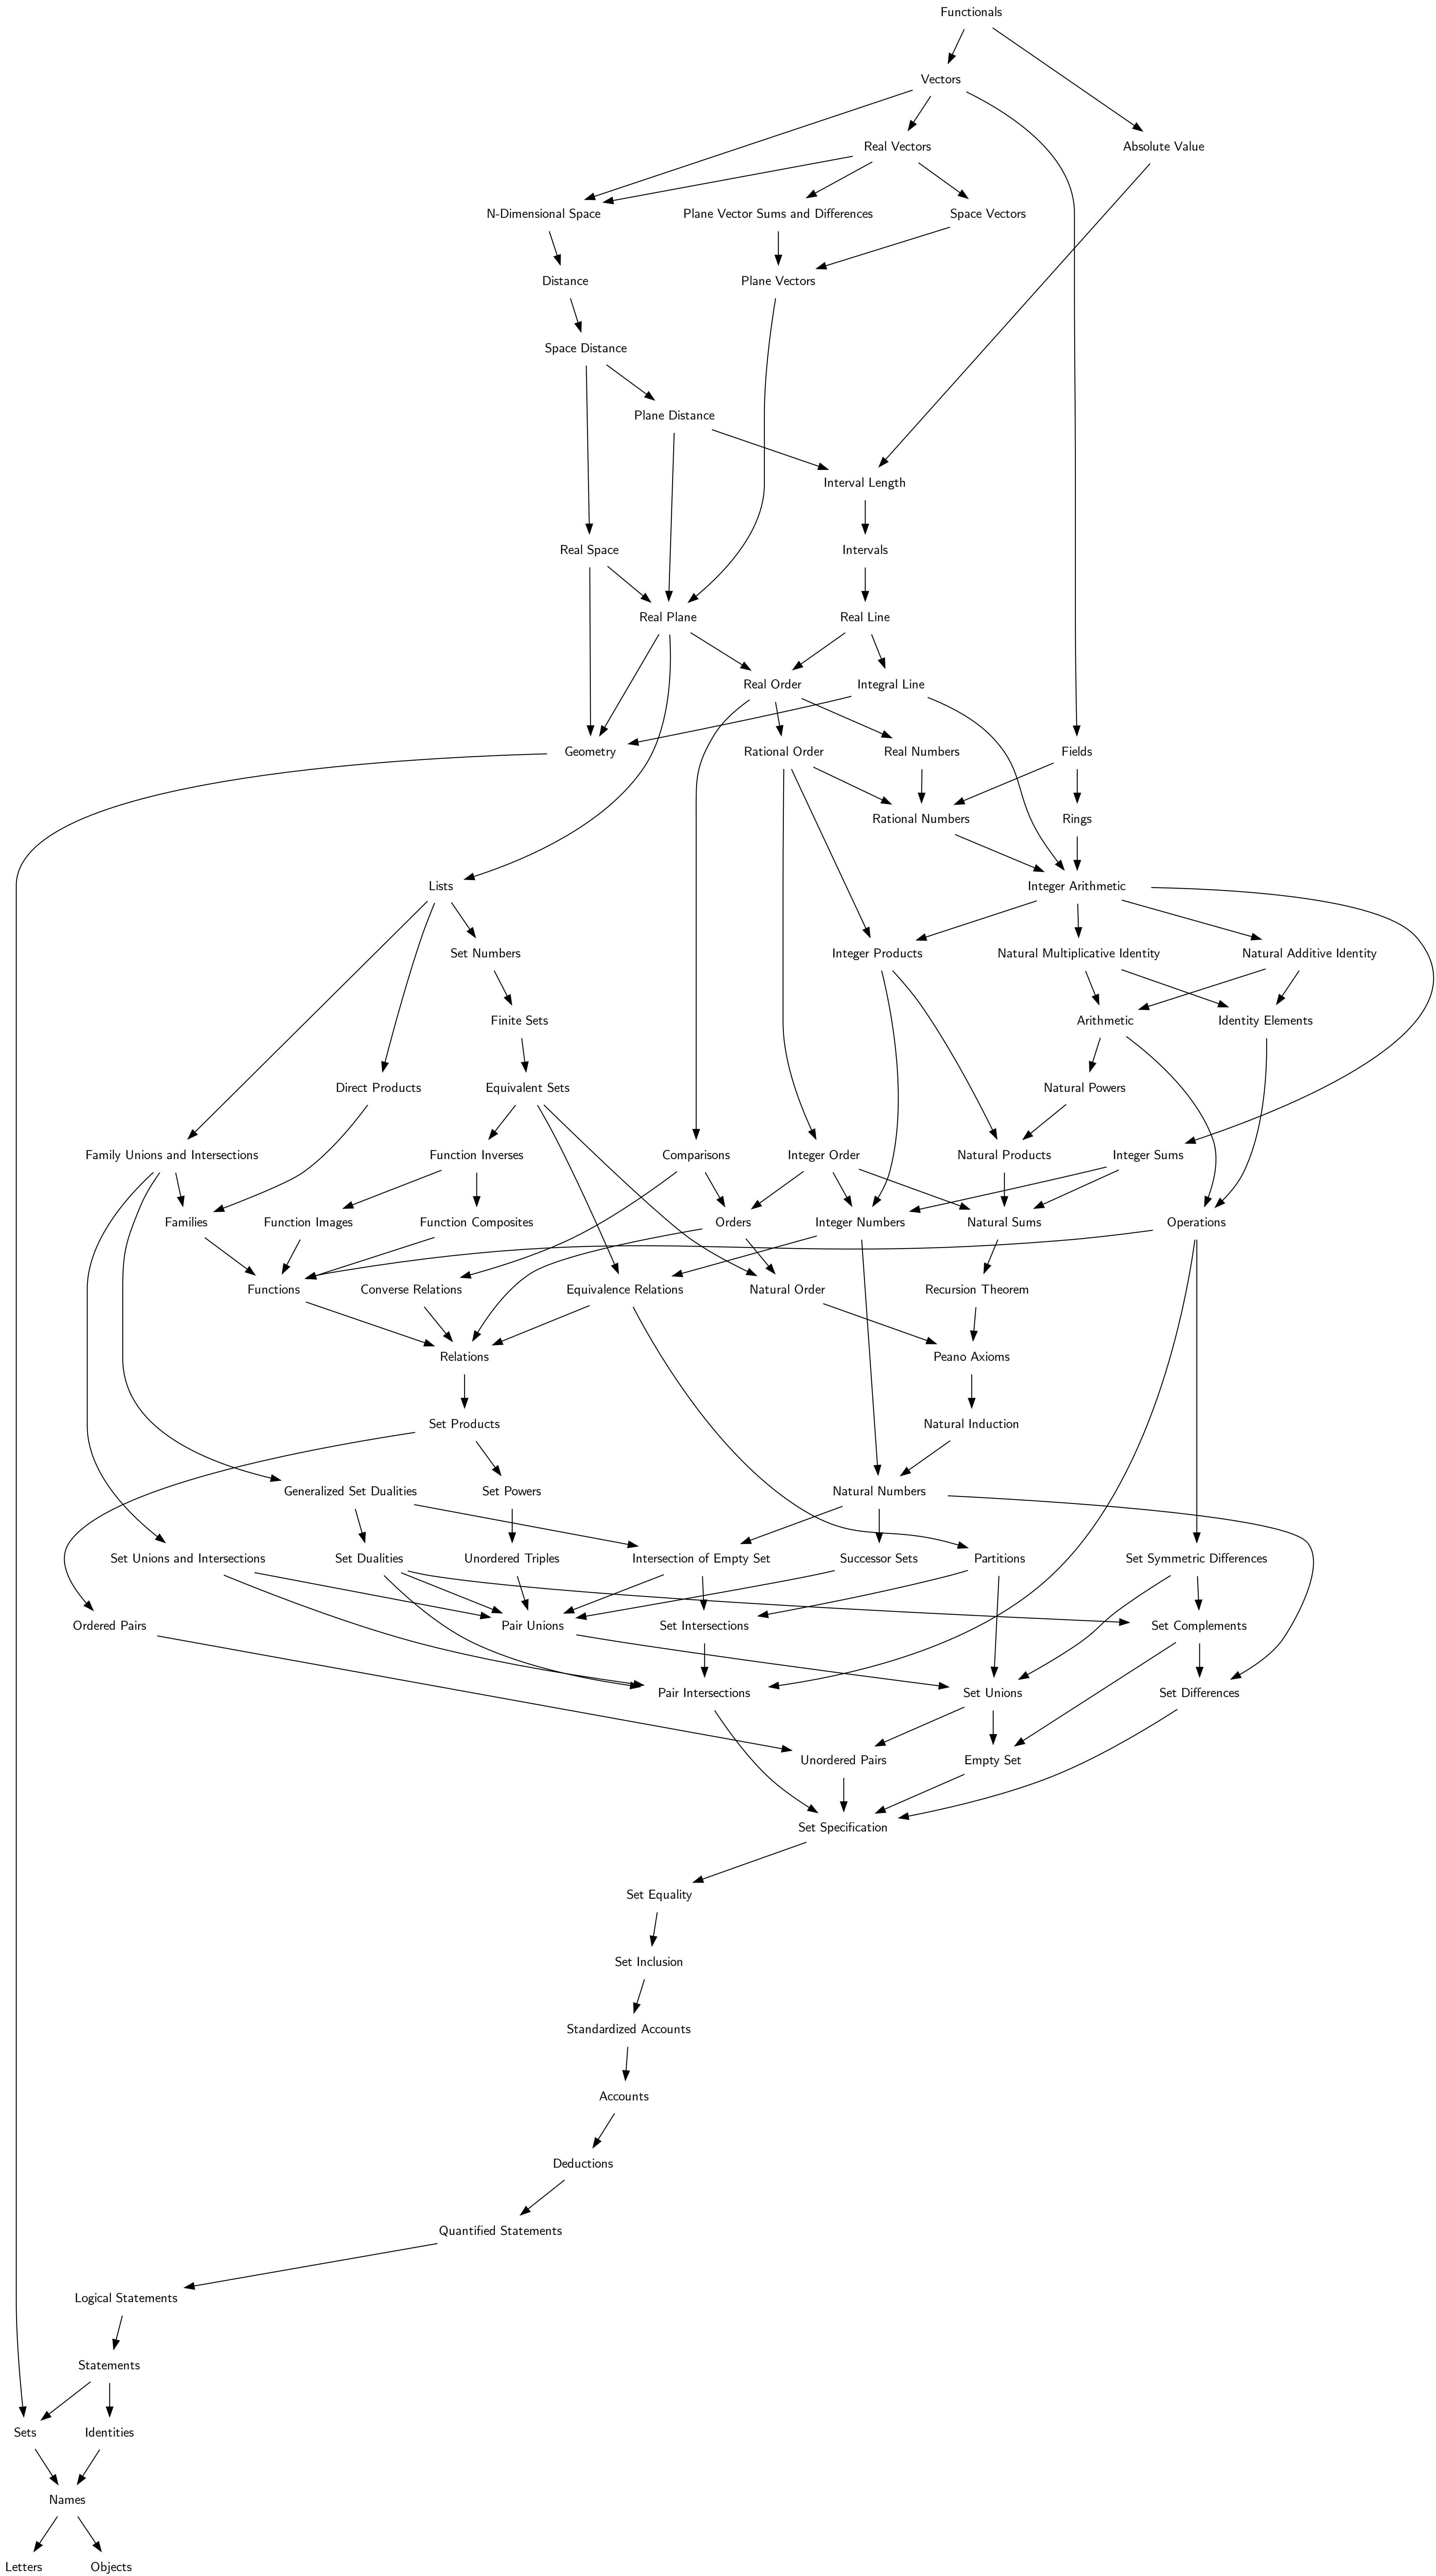 Functionals
Vectors
Real Vectors
Absolute Value
N-Dimensional Space
Plane Vector Sums and Differences
Space Vectors
Distance
Plane Vectors
Space Distance
Plane Distance
Interval Length
Real Space
Intervals
Real Plane
Real Line
Real Order
Integral Line
Geometry
Rational Order
Real Numbers
Fields
Rational Numbers
Rings
Lists
Integer Arithmetic
Set Numbers
Integer Products
Natural Multiplicative Identity
Natural Additive Identity
Finite Sets
Arithmetic
Identity Elements
Direct Products
Equivalent Sets
Natural Powers
Family Unions and Intersections
Function Inverses
Comparisons
Integer Order
Natural Products
Integer Sums
Families
Function Images
Function Composites
Orders
Integer Numbers
Natural Sums
Operations
Functions
Converse Relations
Equivalence Relations
Natural Order
Recursion Theorem
Relations
Peano Axioms
Set Products
Natural Induction
Generalized Set Dualities
Set Powers
Natural Numbers
Set Unions and Intersections
Set Dualities
Unordered Triples
Intersection of Empty Set
Successor Sets
Partitions
Set Symmetric Differences
Ordered Pairs
Pair Unions
Set Intersections
Set Complements
Pair Intersections
Set Unions
Set Differences
Unordered Pairs
Empty Set
Set Specification
Set Equality
Set Inclusion
Standardized Accounts
Accounts
Deductions
Quantified Statements
Logical Statements
Statements
Sets
Identities
Names
Letters
Objects